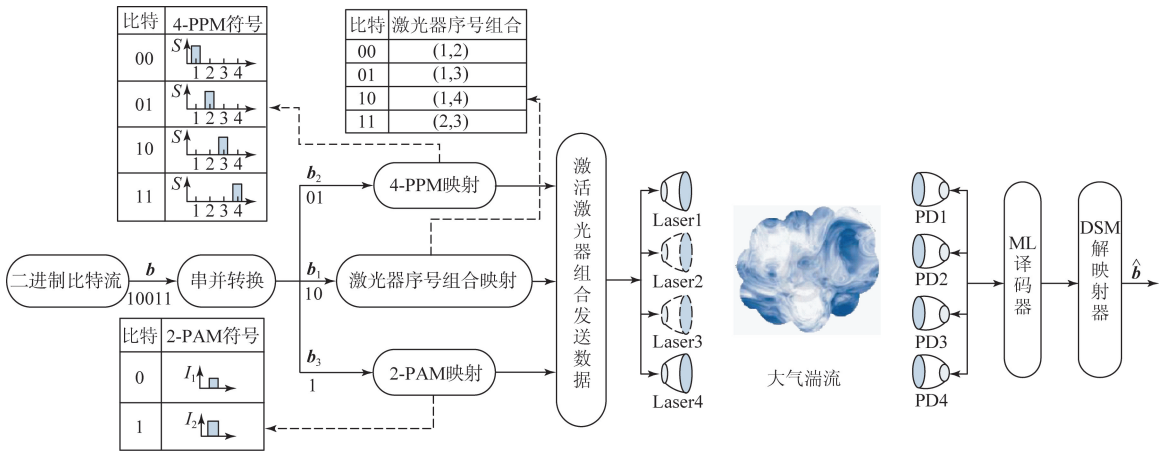 比特 4-PPM符号
00 S 1 2 3 4
01 S 1 2 3 4
10 S 1 2 3 4
11 S 1 2 3 4
比特 激光器序号组合
00 (1,2)
01 (1,3)
10 (1,4)
11 (2,3)
二进制比特流
b
10011
串并转换
b2
01
4-PPM映射
b1
10
激光器序号组合映射
b3
1
2-PAM映射
比特 2-PAM符号
0 I1
1 I2
激活激光器组合发送数据
Laser1
Laser2
Laser3
Laser4
大气湍流
PD1
PD2
PD3
PD4
ML译码器
DSM解映射器
b̂